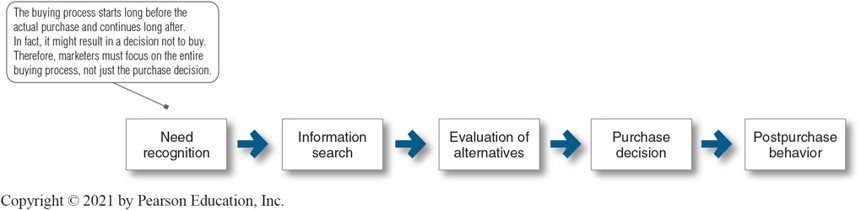 The buying process starts long before the
actual purchase and continues long after.
In fact, it might result in a decision not to buy.
Therefore, marketers must focus on the entire
buying process, not just the purchase decision.
Need
recognition
Information
search
Evaluation of
alternatives
Purchase
decision
Postpurchase
behavior
Copyright © 2021 by Pearson Education, Inc.